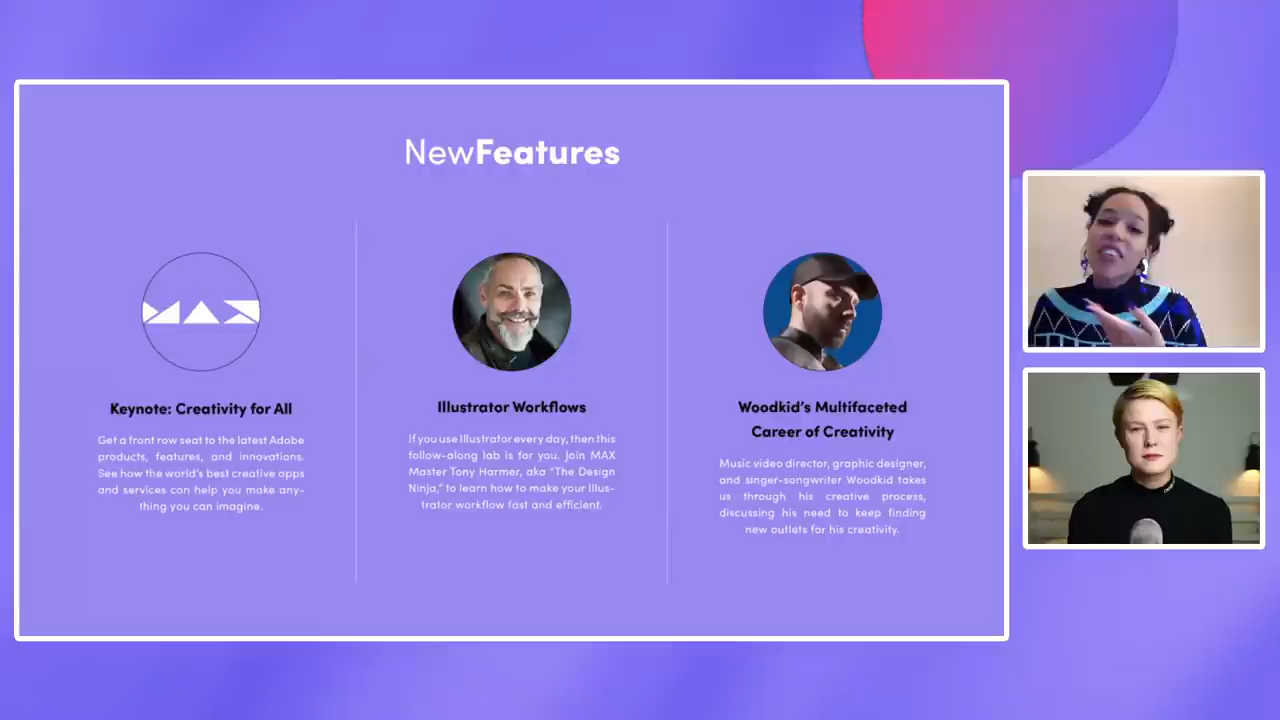 NewFeatures
MAX
Keynote: Creativity for All
Get a front row seat to the latest Adobe
products, features, and innovations.
See how the world's best creative apps
and services can help you make any-
thing you can imagine.
Illustrator Workflows
If you use Illustrator every day, then this
follow-along lab is for you. Join MAX
Master Tony Harmer, aka “The Design
Ninja,” to learn how to make your Illus-
trator workflow fast and efficient.
Woodkid’s Multifaceted
Career of Creativity
Music video director, graphic designer,
and singer-songwriter Woodkid takes
us through his creative process,
discussing his need to keep finding
new outlets for his creativity.